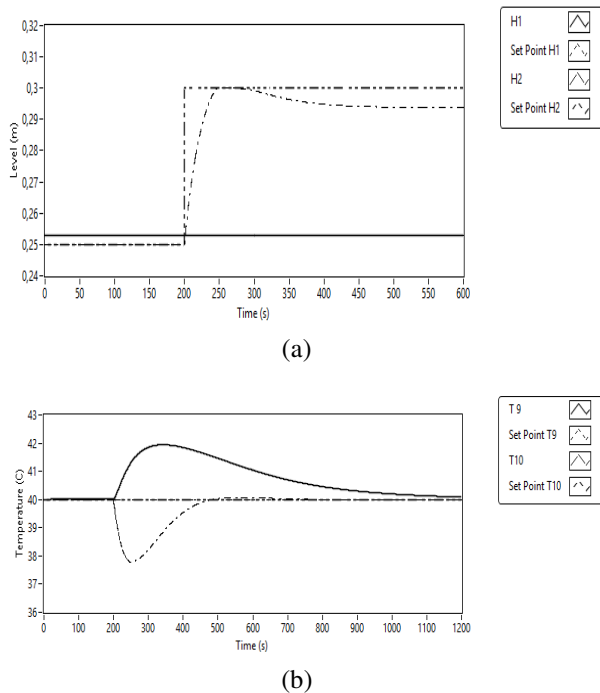 0,32
0,31
0,3
0,29
0,28
0,27
0,26
0,25
0,24
Level (m)
0 50 100 150 200 250 300 350 400 450 500 550 600
Time (s)
H1
Set Point H1
H2
Set Point H2
(a)
43
42
41
40
39
38
37
36
Temperature (C)
0 100 200 300 400 500 600 700 800 900 1000 1100 1200
Time (s)
T 9
Set Point T9
T10
Set Point T10
(b)